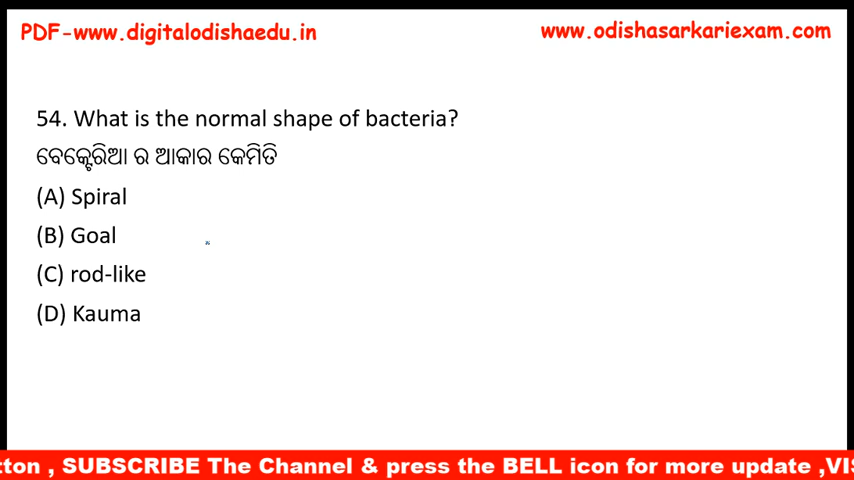 PDF-www.digitalodishaedu.in
www.odishasarkariexam.com
54. What is the normal shape of bacteria?
ବେକ୍ଟେରିଆ ର ଆକାର କେମିତି
(A) Spiral
(B) Goal
(C) rod-like
(D) Kauma
tton , SUBSCRIBE The Channel & press the BELL icon for more update ,VIS